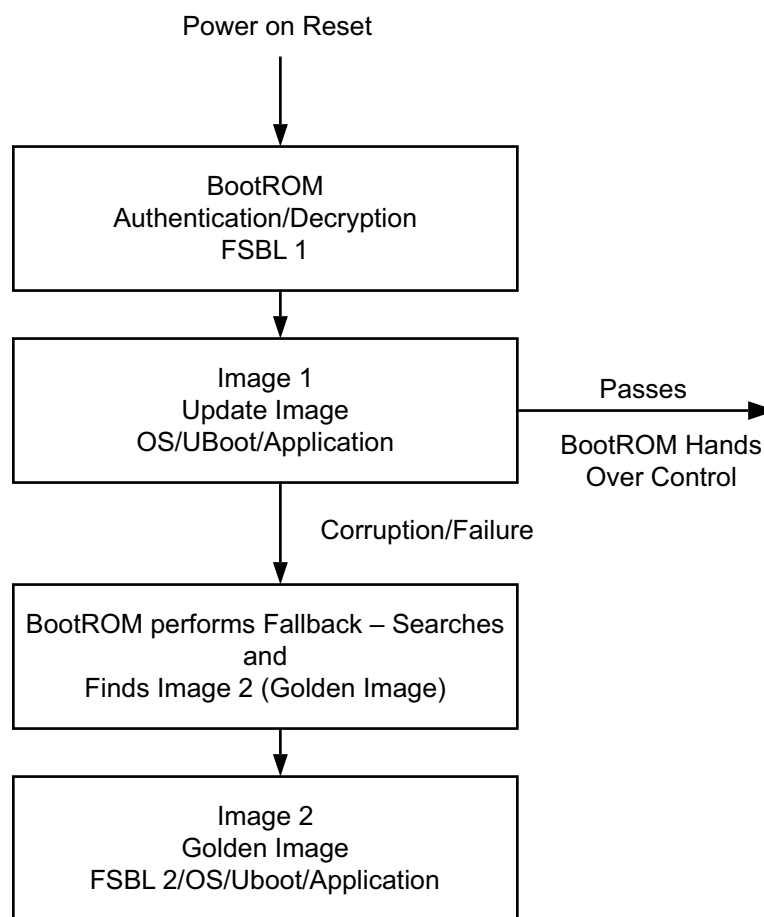 Power on Reset
BootROM
Authentication/Decryption
FSBL 1
Image 1
Update Image
OS/UBoot/Application
Passes
BootROM Hands
Over Control
Corruption/Failure
BootROM performs Fallback – Searches
and
Finds Image 2 (Golden Image)
Image 2
Golden Image
FSBL 2/OS/Uboot/Application